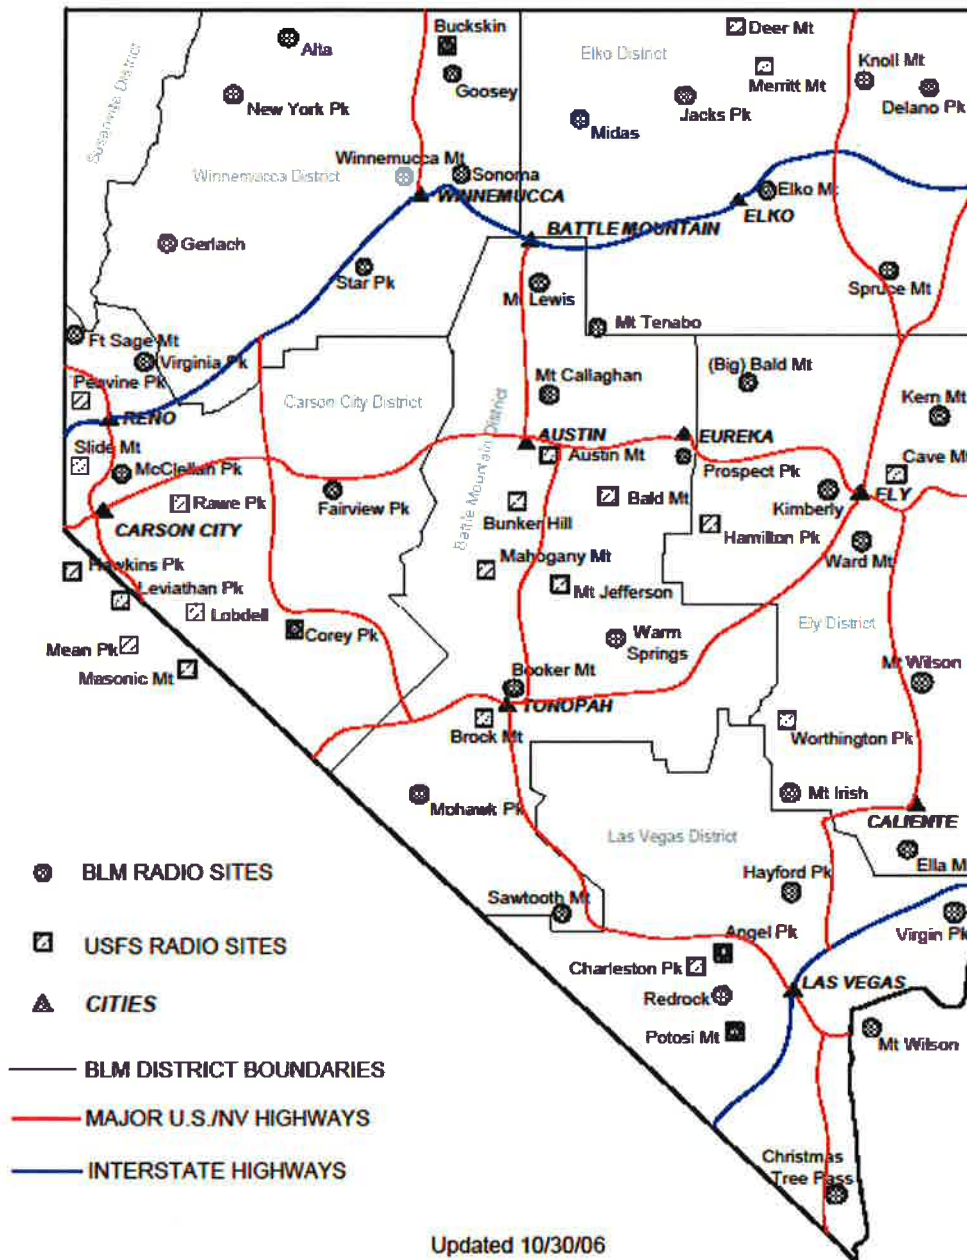 Buckskin
Deer Mt
Alta
Elko District
Knoll Mt
Susanville District
Goosey
Merritt Mt
New York Pk
Jacks Pk
Delano Pk
Midas
Winnemucca Mt
Sonoma
Winnemucca District
WINNEMUCCA
Elko Mt
ELKO
BATTLE MOUNTAIN
Gerlach
Star Pk
Mt Lewis
Spruce Mt
Mt Tenabo
Ft Sage Mt
Virginia Pk
(Big) Bald Mt
Peavine Pk
Mt Callaghan
Carson City District
Battle Mountain District
Kern Mt
RENO
AUSTIN
EUREKA
Slide Mt
Austin Mt
Cave Mt
McClellan Pk
Prospect Pk
Rawe Pk
Fairview Pk
Bald Mt
Kimberly
ELY
CARSON CITY
Bunker Hill
Hamilton Pk
Mahogany Mt
Ward Mt
Hawkins Pk
Leviathan Pk
Mt Jefferson
Lobdell
Corey Pk
Warm
Springs
Ely District
Mean Pk
Masonic Mt
Booker Mt
Mt Wilson
TONOPAH
Brock Mt
Worthington Pk
Mohawk Pk
Mt Irish
CALIENTE
Las Vegas District
Ella M
BLM RADIO SITES
Hayford Pk
Sawtooth Mt
Virgin Pk
USFS RADIO SITES
Angel Pk
Charleston Pk
LAS VEGAS
Redrock
CITIES
Potosi Mt
Mt Wilson
BLM DISTRICT BOUNDARIES
MAJOR U.S./NV HIGHWAYS
INTERSTATE HIGHWAYS
Christmas
Tree Pass
Updated 10/30/06